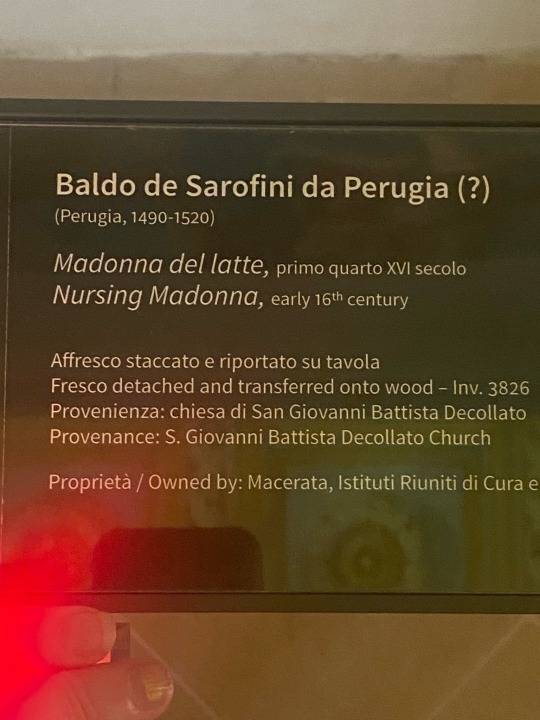 Baldo de Sarofini da Perugia (?)
(Perugia, 1490-1520)
Madonna del latte, primo quarto XVI secolo
Nursing Madonna, early 16th century
Affresco staccato e riportato su tavola
Fresco detached and transferred onto wood – Inv. 3826
Provenienza: chiesa di San Giovanni Battista Decollato
Provenance: S. Giovanni Battista Decollato Church
Proprietà / Owned by: Macerata, Istituti Riuniti di Cura e